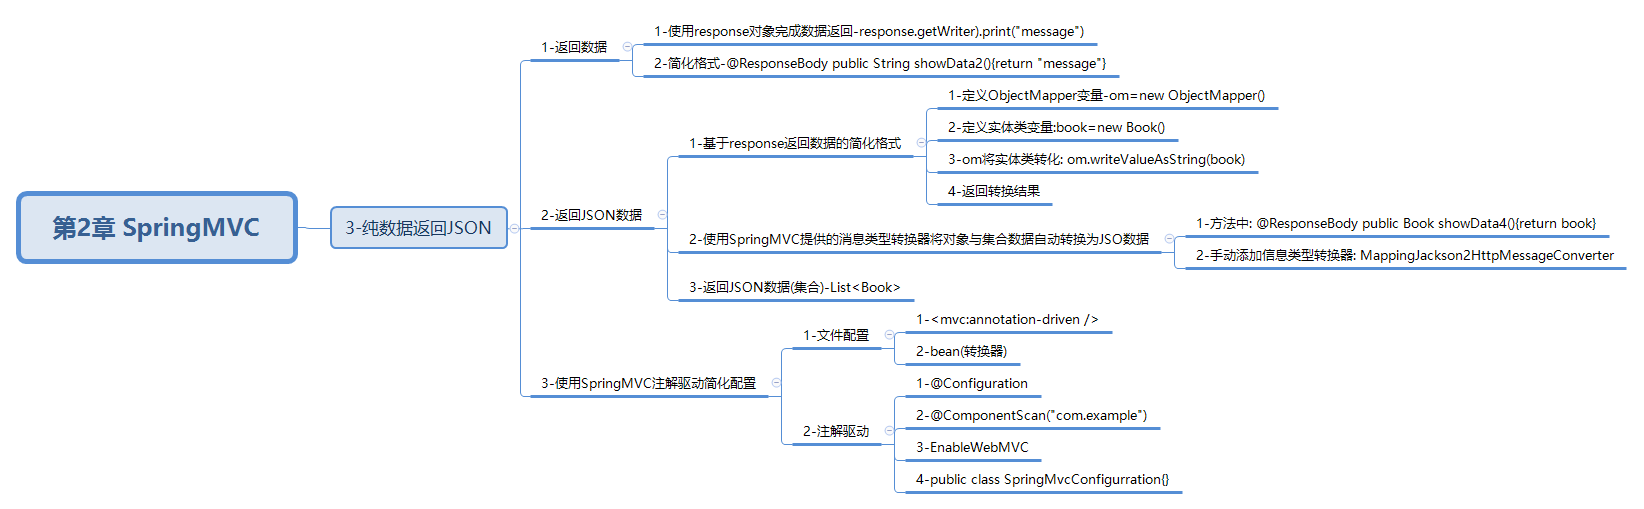 第2章 SpringMVC
3-纯数据返回JSON
1-返回数据
1-使用response对象完成数据返回-response.getWriter).print("message")
2-简化格式-@ResponseBody public String showData2(){return "message"}
2-返回JSON数据
1-基于response返回数据的简化格式
1-定义ObjectMapper变量-om=new ObjectMapper()
2-定义实体类变量:book=new Book()
3-om将实体类转化: om.writeValueAsString(book)
4-返回转换结果
2-使用SpringMVC提供的消息类型转换器将对象与集合数据自动转换为JSO数据
1-方法中: @ResponseBody public Book showData4(){return book}
2-手动添加信息类型转换器: MappingJackson2HttpMessageConverter
3-返回JSON数据(集合)-List<Book>
3-使用SpringMVC注解驱动简化配置
1-文件配置
1-<mvc:annotation-driven />
2-bean(转换器)
2-注解驱动
1-@Configuration
2-@ComponentScan("com.example")
3-EnableWebMVC
4-public class SpringMvcConfigurration{}